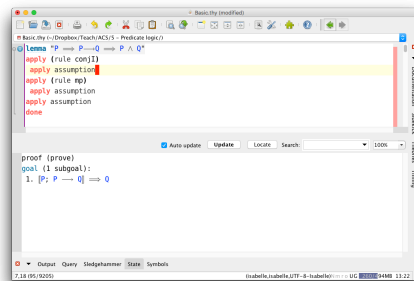 Basic.thy (modified)
Basic.thy (~/Dropbox/Teach/ACS/5 - Predicate logic/)
lemma "P ⟹ P⟶Q ⟹ P ∧ Q"
apply (rule conjI)
apply assumption
apply (rule mp)
apply assumption
apply assumption
done
Auto update Update Locate Search: 100%
proof (prove)
goal (1 subgoal):
1. ⟦P; P ⟶ Q⟧ ⟹ Q
Output Query Sledgehammer State Symbols
7,18 (95/9205) (isabelle,isabelle,UTF-8-Isabelle) UG 94MB 13:22